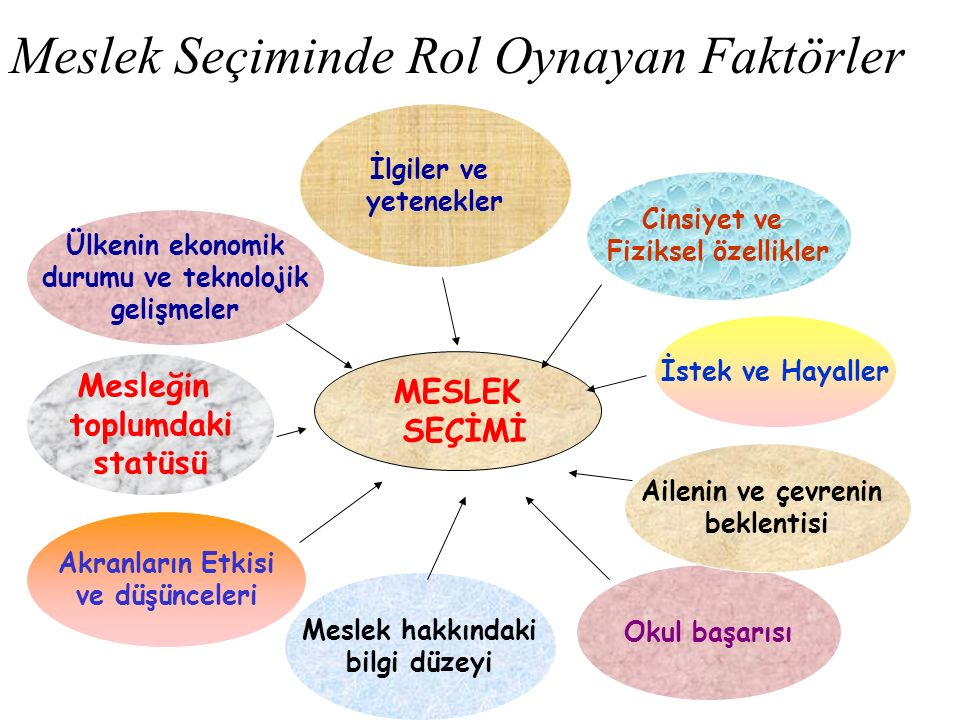 Meslek Seçiminde Rol Oynayan Faktörler
İlgiler ve
yetenekler
Cinsiyet ve
Fiziksel özellikler
Ülkenin ekonomik
durumu ve teknolojik
gelişmeler
İstek ve Hayaller
Mesleğin
toplumdaki
statüsü
MESLEK
SEÇİMİ
Ailenin ve çevrenin
beklentisi
Akranların Etkisi
ve düşünceleri
Meslek hakkındaki
bilgi düzeyi
Okul başarısı